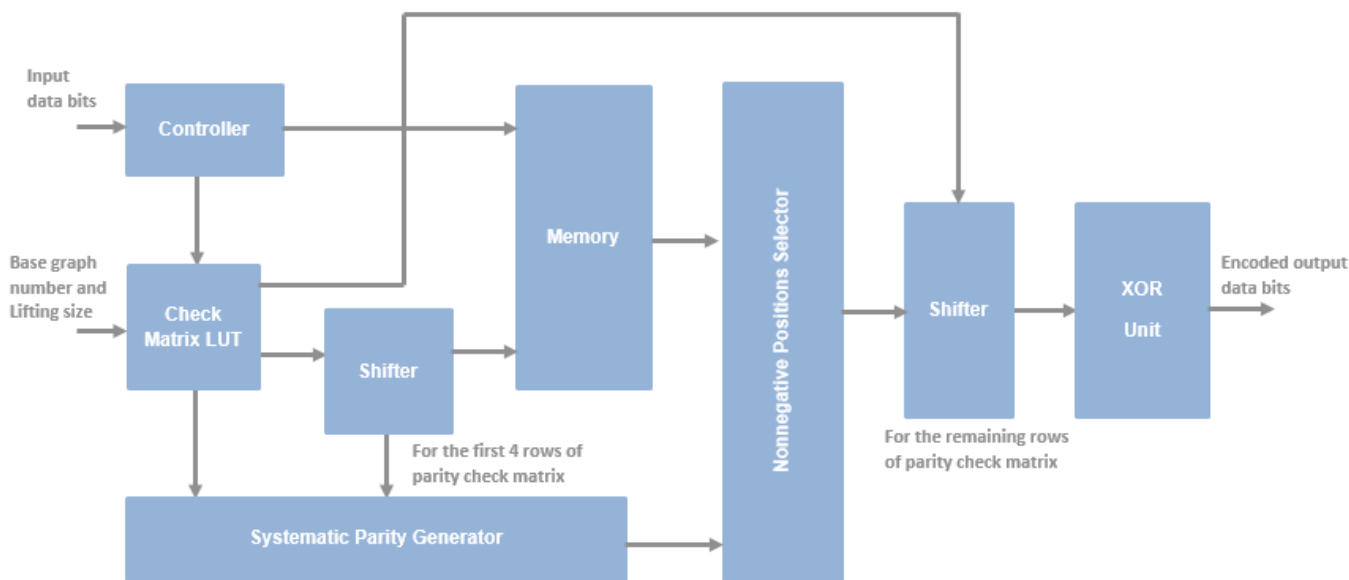 Input
data bits
Controller
Base graph
number and
Lifting size
Check
Matrix LUT
Shifter
For the first 4 rows of
parity check matrix
Systematic Parity Generator
Memory
Nonnegative Positions Selector
Shifter
For the remaining rows
of parity check matrix
XOR
Unit
Encoded output
data bits